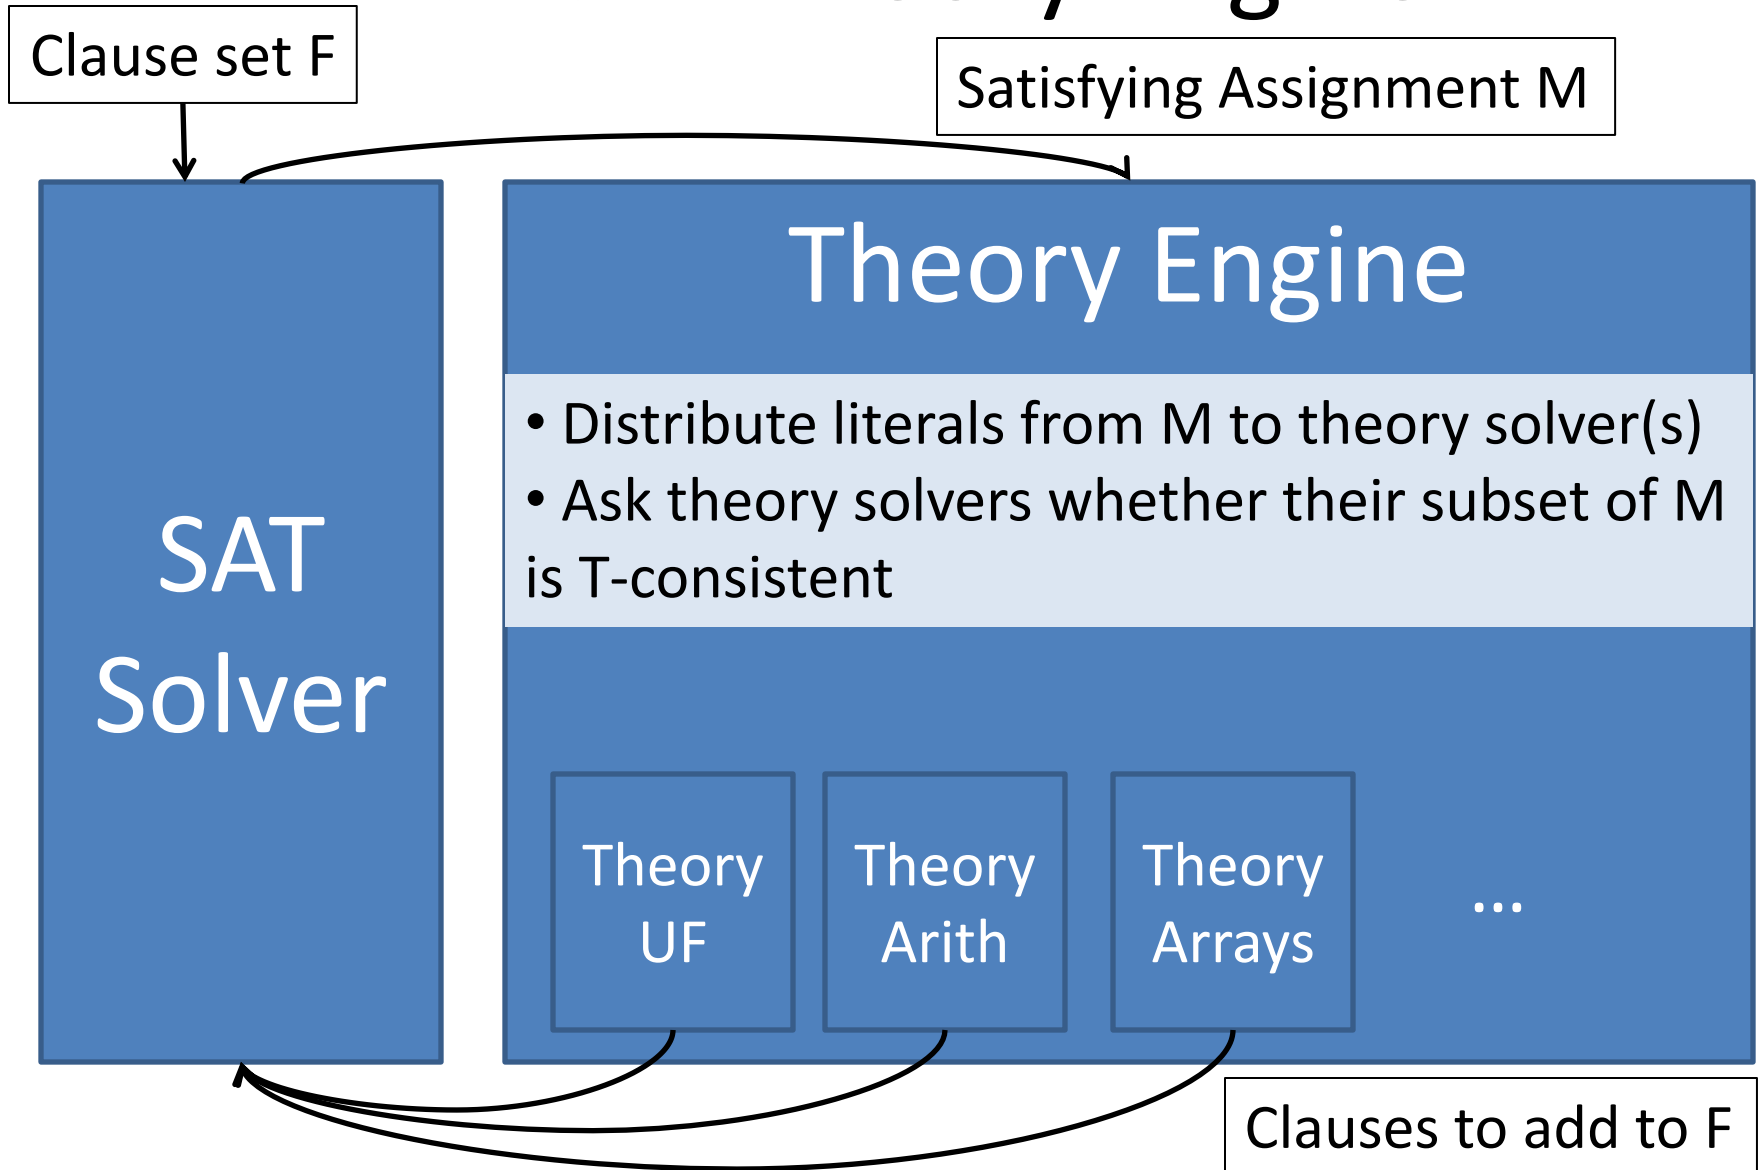 Clause set F
Satisfying Assignment M
Theory Engine
• Distribute literals from M to theory solver(s)
• Ask theory solvers whether their subset of M
is T-consistent
SAT
Solver
Theory
UF
Theory
Arith
Theory
Arrays
...
Clauses to add to F